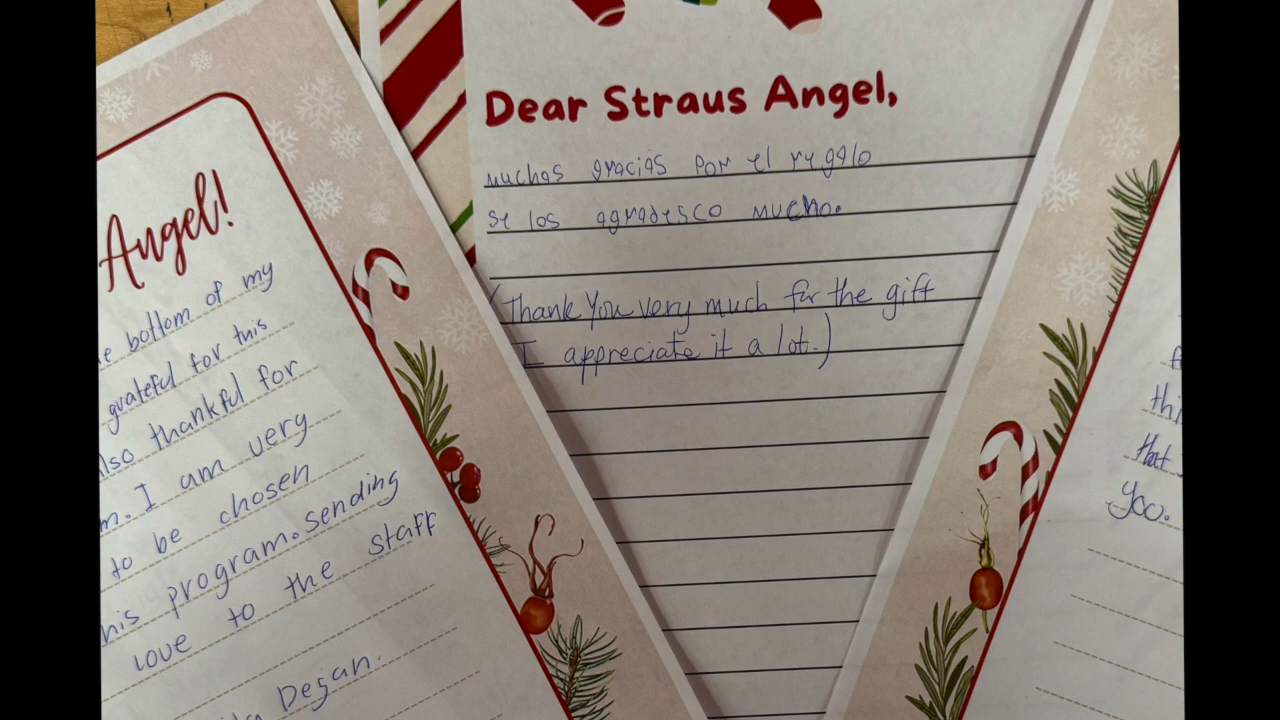 Angel!
bottom of my
grateful for this
also thankful for
I am very
to be chosen
program. sending
love to the staff
Degan.
Dear Straus Angel,
muchas gracias por el regalo
se los agradesco mucho.
(Thank You very much for the gift
I appreciate it a lot.)
that
You.